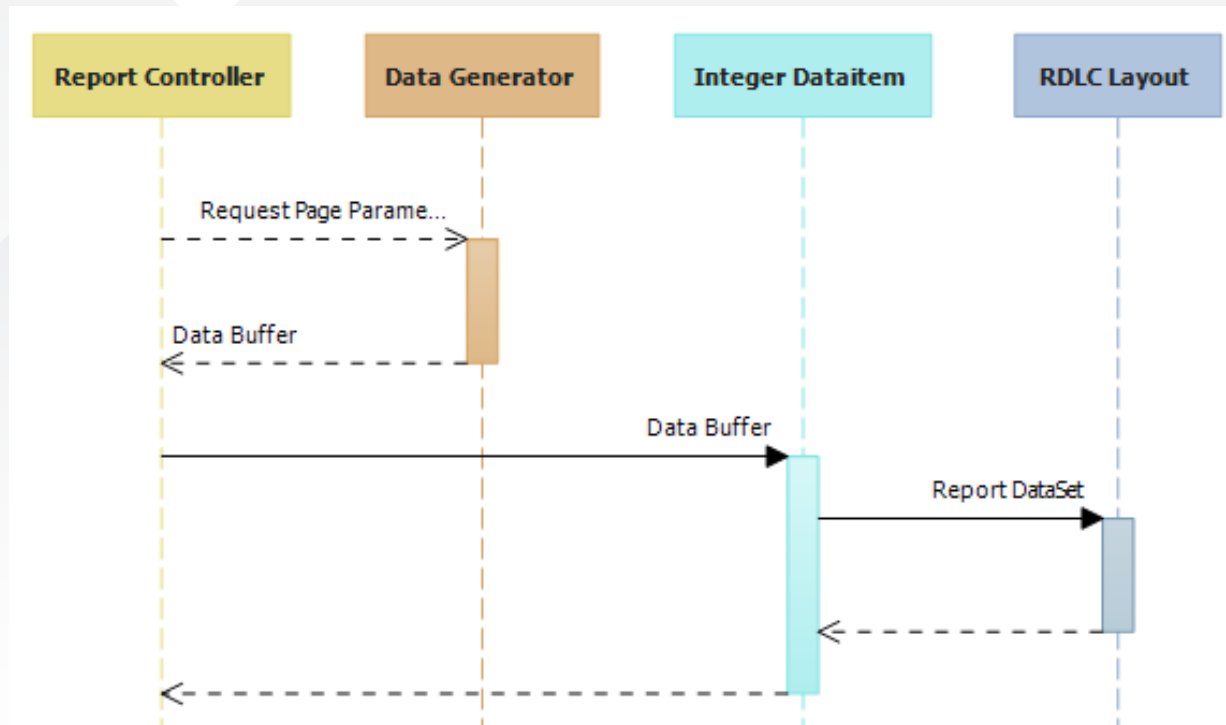 Report Controller
Data Generator
Integer Dataitem
RDLC Layout
Request Page Parame...
Data Buffer
Data Buffer
Report DataSet